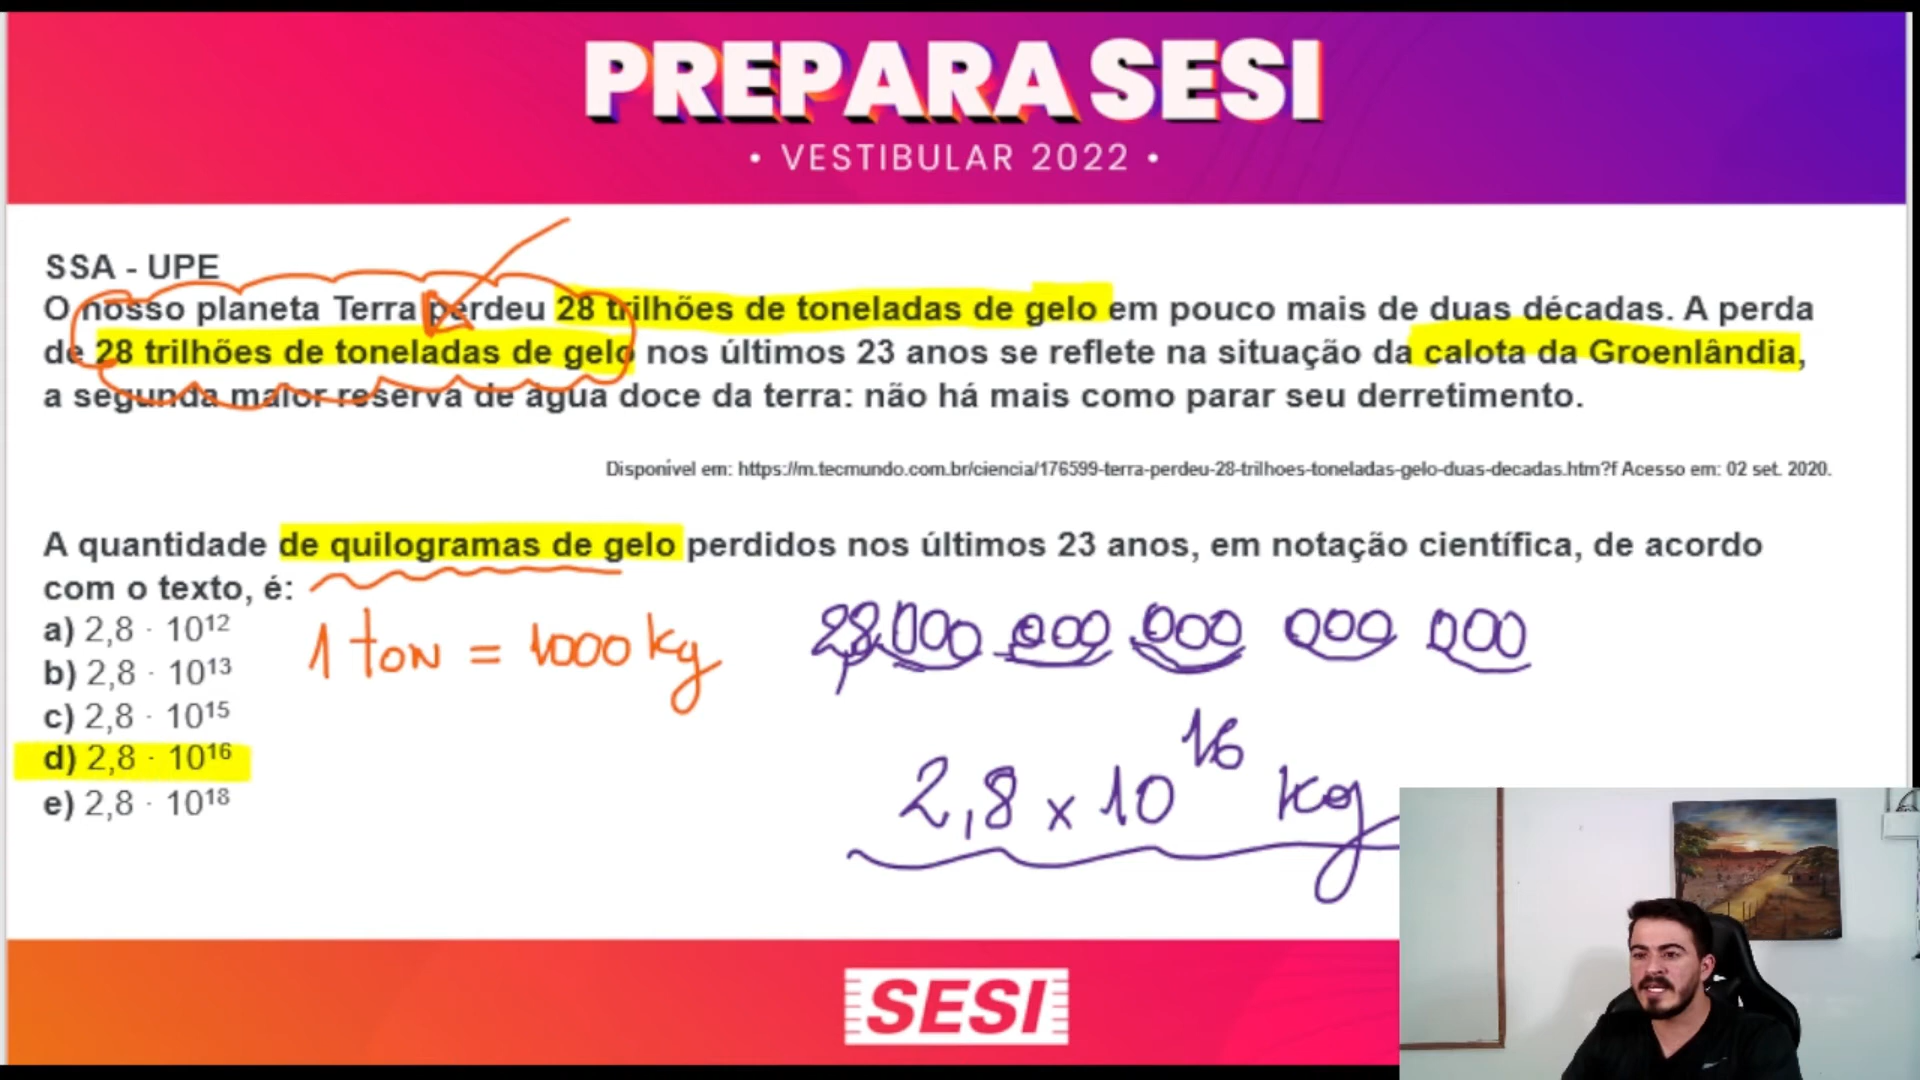 PREPARA SESI
• VESTIBULAR 2022 •
SSA - UPE
O nosso planeta Terra perdeu 28 trilhões de toneladas de gelo em pouco mais de duas décadas. A perda
de 28 trilhões de toneladas de gelo nos últimos 23 anos se reflete na situação da calota da Groenlândia,
a segunda maior reserva de água doce da terra: não há mais como parar seu derretimento.
Disponível em: https://m.tecmundo.com.br/ciencia/176599-terra-perdeu-28-trilhoes-toneladas-gelo-duas-decadas.htm?f Acesso em: 02 set. 2020.
A quantidade de quilogramas de gelo perdidos nos últimos 23 anos, em notação científica, de acordo
com o texto, é:
a) 2,8 · 10¹²
b) 2,8 · 10¹³
c) 2,8 · 10¹⁵
d) 2,8 · 10¹⁶
e) 2,8 · 10¹⁸
1 ton = 1000 kg
28.000 000 000 000 000
2,8 x 10¹⁶ kg
SESI